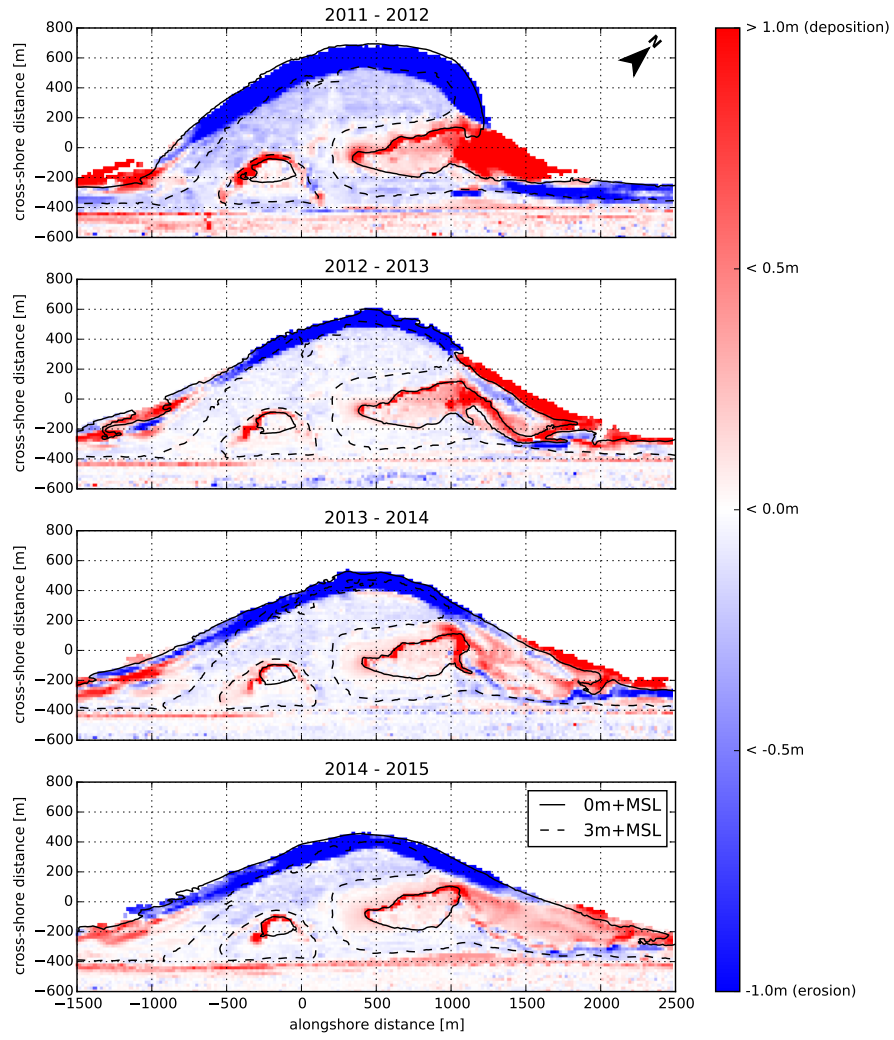 2011 - 2012
cross-shore distance [m]
800
600
400
200
0
−200
−400
−600
N
2012 - 2013
cross-shore distance [m]
800
600
400
200
0
−200
−400
−600
2013 - 2014
cross-shore distance [m]
800
600
400
200
0
−200
−400
−600
2014 - 2015
cross-shore distance [m]
800
600
400
200
0
−200
−400
−600
0m+MSL
3m+MSL
−1500 −1000 −500 0 500 1000 1500 2000 2500
alongshore distance [m]
> 1.0m (deposition)
< 0.5m
< 0.0m
< -0.5m
-1.0m (erosion)